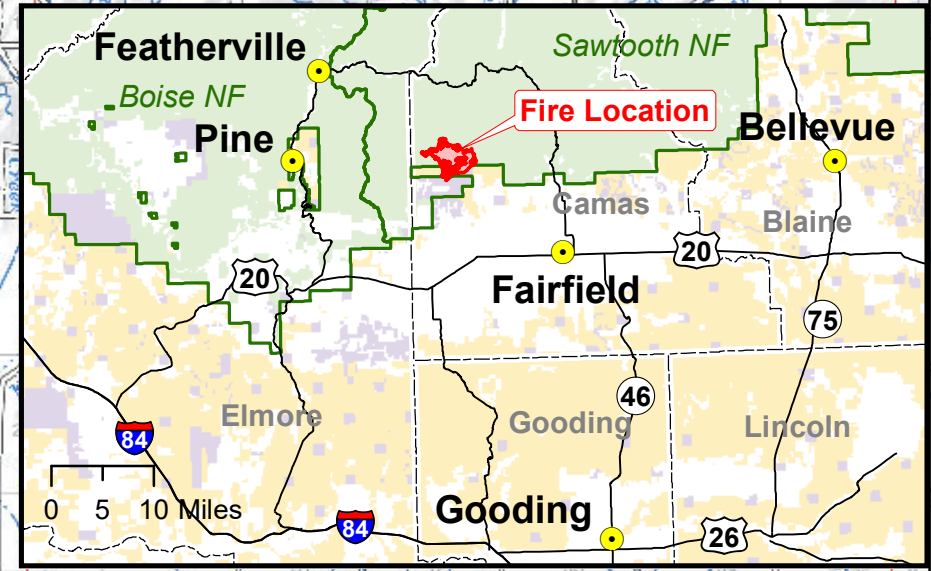 Featherville
Sawtooth NF
Boise NF
Fire Location
Pine
Bellevue
Camas
Blaine
20
20
Fairfield
75
46
Elmore
Gooding
Lincoln
84
0 5 10 Miles
Gooding
84
26